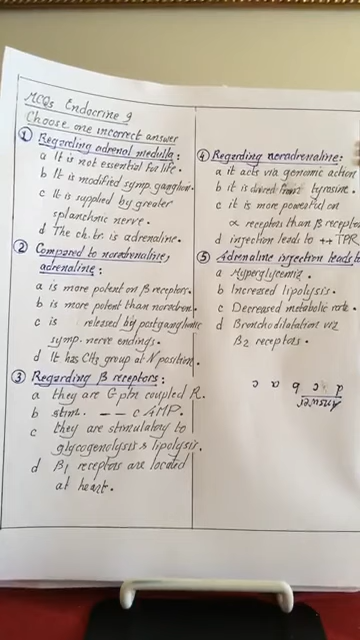 MCQs Endocrine 9
Choose one incorrect answer
① Regarding adrenal medulla:
a It is not essential for life.
b It is modified symp. ganglion.
c It is supplied by greater
splanchnic nerve.
d The ch. tr. is adrenaline.
② Compared to noradrenaline,
adrenaline:
a is more potent on β receptors.
b is more potent than noradren.
c is released by postganglionic
symp. nerve endings.
d It has CH3 group at N position.
③ Regarding β receptors:
a they are G ptn coupled R.
b stim. -- c AMP.
c they are stimulatory to
glycogenolysis & lipolysis.
d β1 receptors are located
at heart.
④ Regarding noradrenaline:
a it acts via genomic action
b it is derived from tyrosine.
c it is more powerful on
α receptors than β recepto
d injection leads to ++ TPR
⑤ Adrenaline injection leads to
a Hyperglycemia.
b Increased lipolysis.
c Decreased metabolic rate.
d Bronchodilatation via
β2 receptors.
Answer
d c b a c